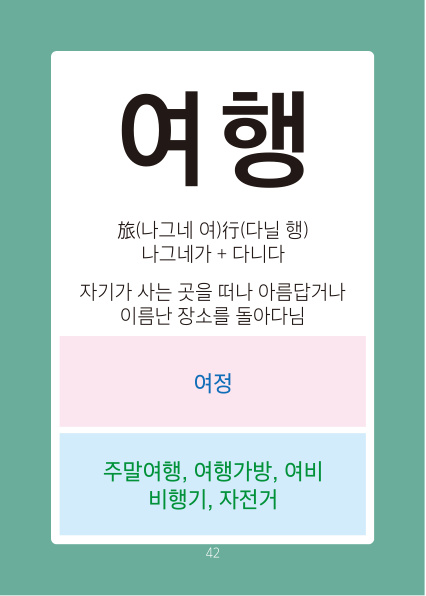 여행
旅(나그네 여)行(다닐 행)
나그네가 + 다니다
자기가 사는 곳을 떠나 아름답거나
이름난 장소를 돌아다님
여정
주말여행, 여행가방, 여비
비행기, 자전거
42